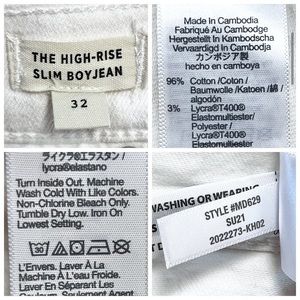 THE HIGH-RISE
SLIM BOYJEAN
32
Made In Cambodia
Fabriqué Au Cambodge
Hergestellt In Kambodscha
Vervaardigd In Cambodja
カンボジア製
hecho en camboya
96% Cotton /Coton /
Baumwolle /Katoen /綿 /
algodón
3% Lycra®T400®
Elastomultiester/
Polyester /
Lycra®T400®
Elastomultiéster/
ライクラ®エラスタン/
lycra®elastano
Turn Inside Out. Machine
Wash Cold With Like Colors.
Non-Chlorine Bleach Only.
Tumble Dry Low. Iron On
Lowest Setting.
L'Envers. Laver À La
Machine À L'eau Froide.
Laver En Séparant Les
WASHING OR WEARING
STYLE #MD629
SU21
2022273-KH02